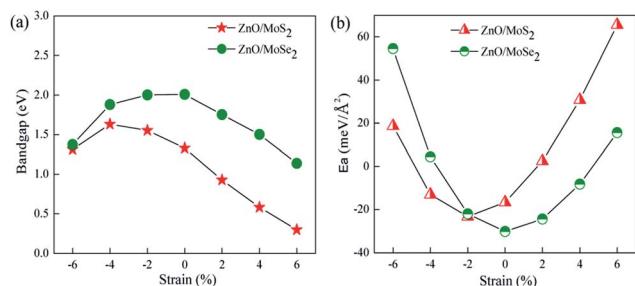 (a)
ZnO/MoS2
ZnO/MoSe2
Bandgap (eV)
3.0
2.5
2.0
1.5
1.0
0.5
0.0
-6 -4 -2 0 2 4 6
Strain (%)
(b)
ZnO/MoS2
ZnO/MoSe2
Ea (meV/Å2)
60
40
20
0
-20
-40
-6 -4 -2 0 2 4 6
Strain (%)